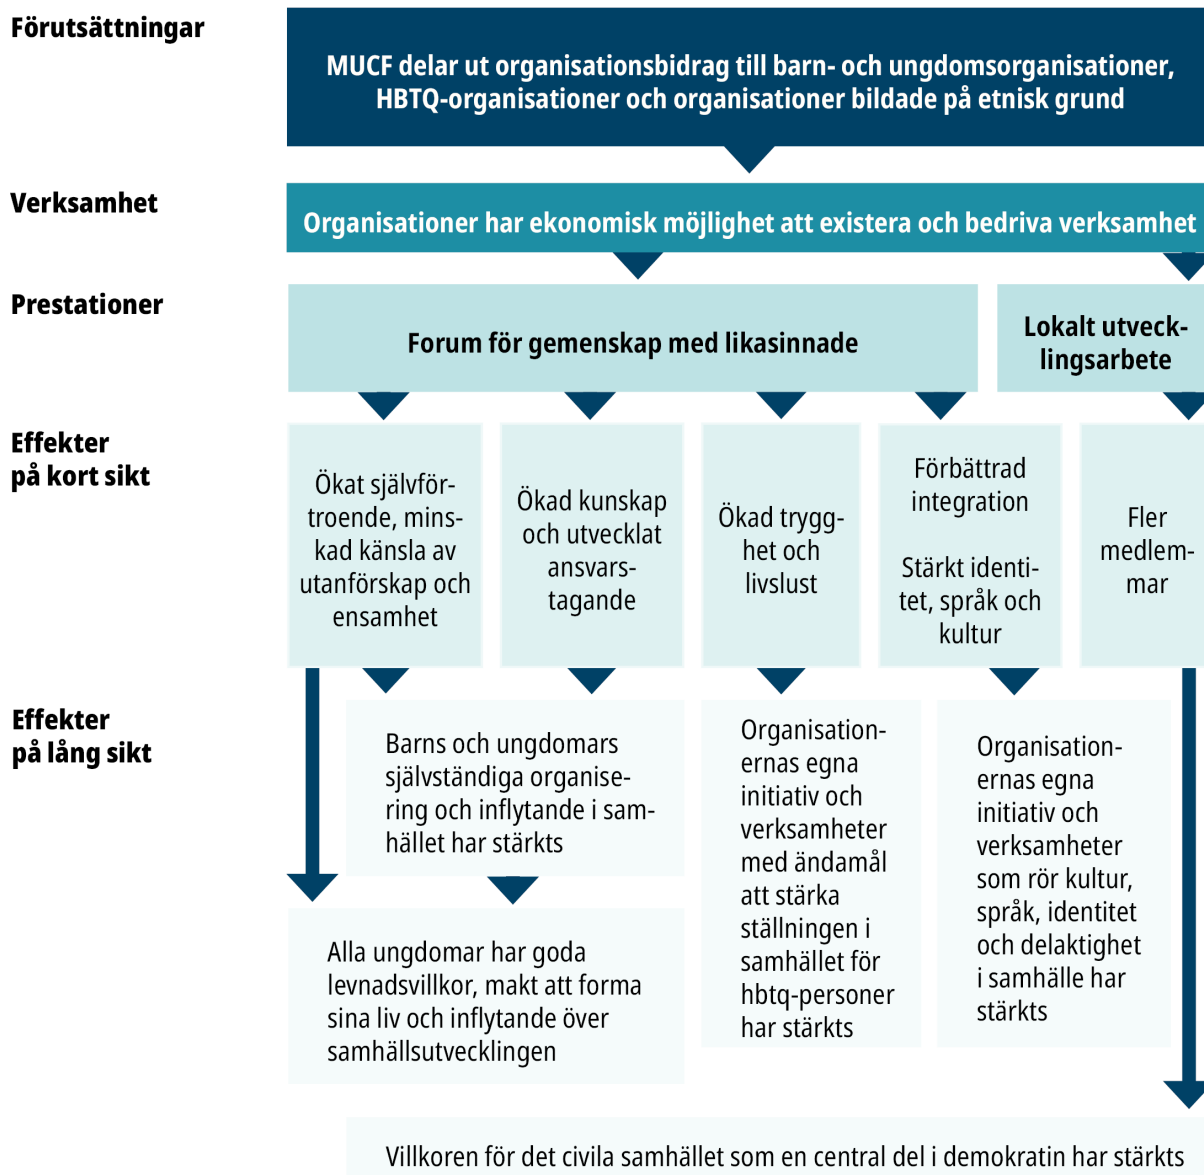 Förutsättningar
MUCF delar ut organisationsbidrag till barn- och ungdomsorganisationer,
HBTQ-organisationer och organisationer bildade på etnisk grund
Verksamhet
Organisationer har ekonomisk möjlighet att existera och bedriva verksamhet
Prestationer
Forum för gemenskap med likasinnade
Lokalt utveck-
lingsarbete
Effekter
på kort sikt
Ökat självför-
troende, mins-
kad känsla av
utanförskap och
ensamhet
Ökad kunskap
och utvecklat
ansvars-
tagande
Ökad trygg-
het och
livslust
Förbättrad
integration
Stärkt identi-
tet, språk och
kultur
Fler
medlem-
mar
Effekter
på lång sikt
Barns och ungdomars
självständiga organise-
ring och inflytande i sam-
hället har stärkts
Alla ungdomar har goda
levnadsvillkor, makt att forma
sina liv och inflytande över
samhällsutvecklingen
Organisation-
ernas egna
initiativ och
verksamheter
med ändamål
att stärka
ställningen i
samhället för
hbtq-personer
har stärkts
Organisation-
ernas egna
initiativ och
verksamheter
som rör kultur,
språk, identitet
och delaktighet
i samhälle har
stärkts
Villkoren för det civila samhället som en central del i demokratin har stärkts